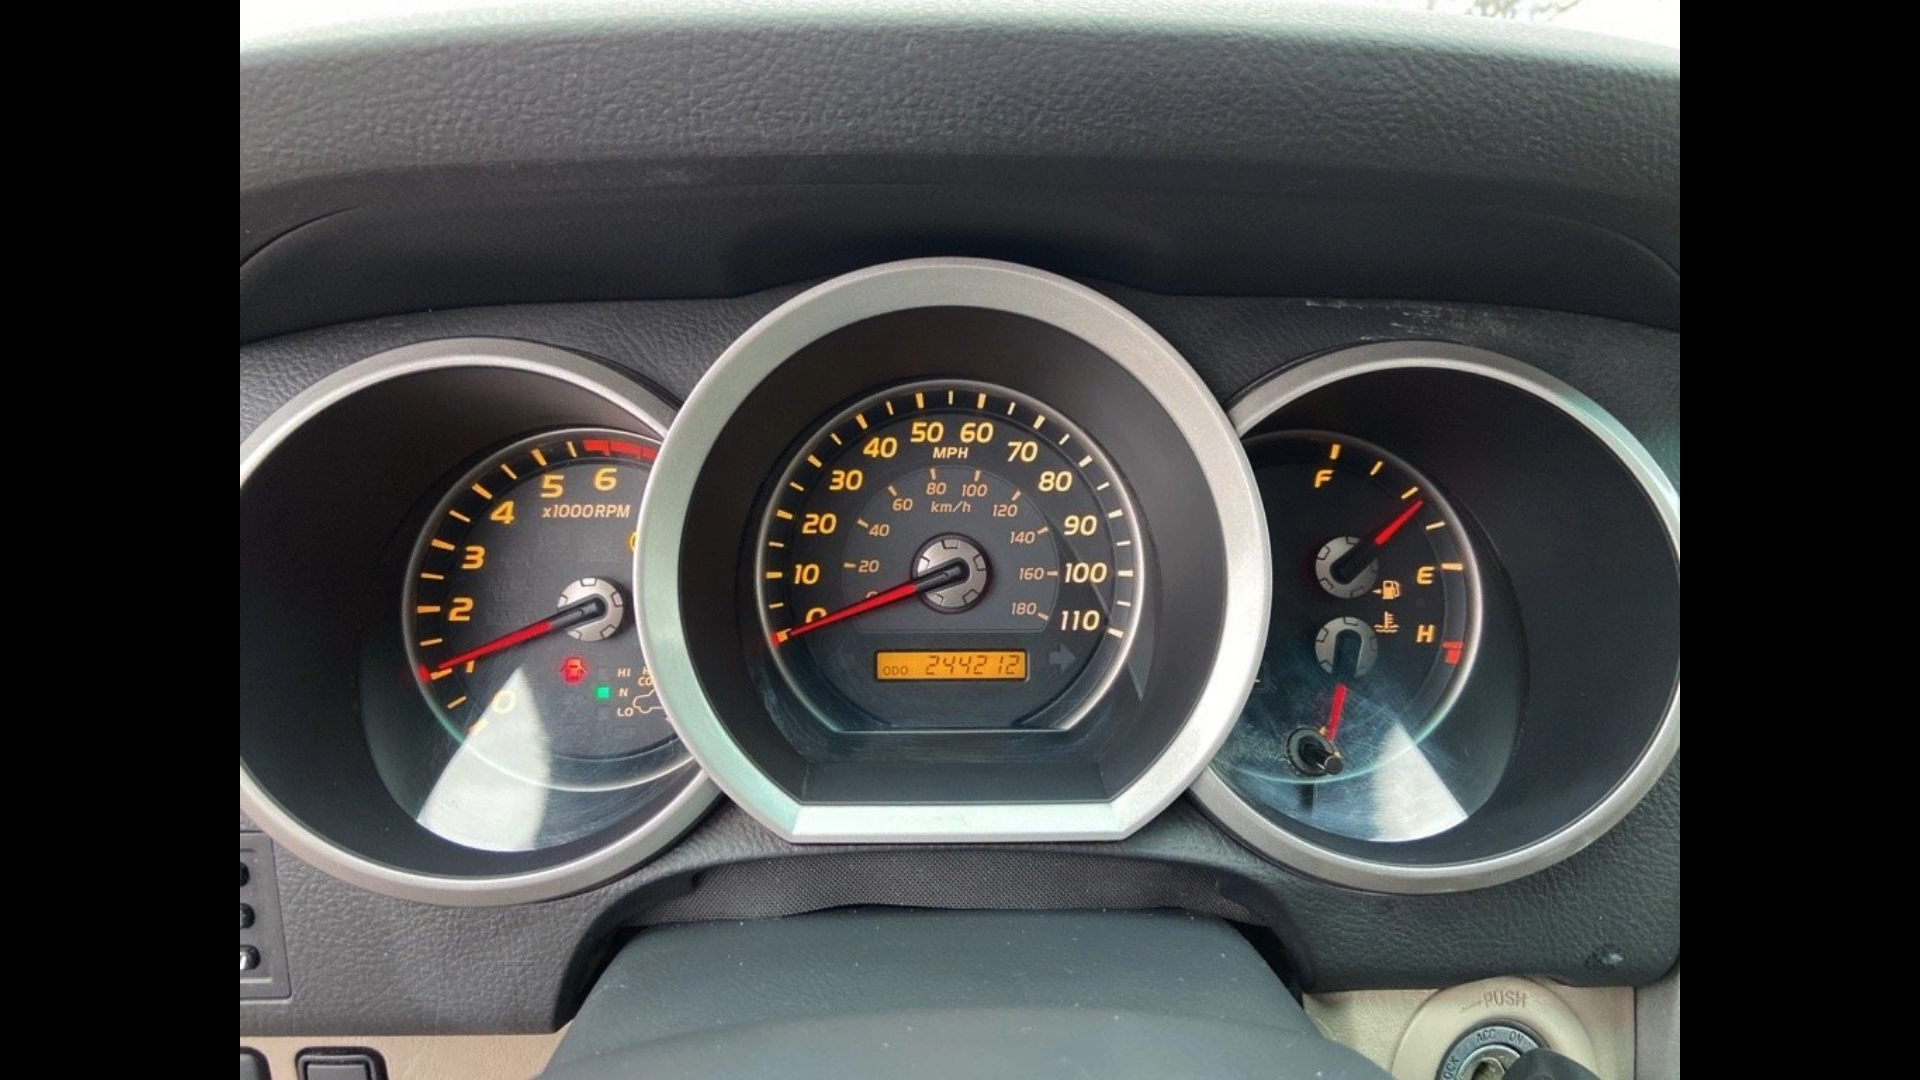 0 1 2 3 4 5 6
x1000RPM
HI
N
LO
0 10 20 30 40 50 60 70 80 90 100 110
MPH
20 40 60 80 100 120 140 160 180
km/h
ODO 244212
F
E
H
PUSH
ACC ON